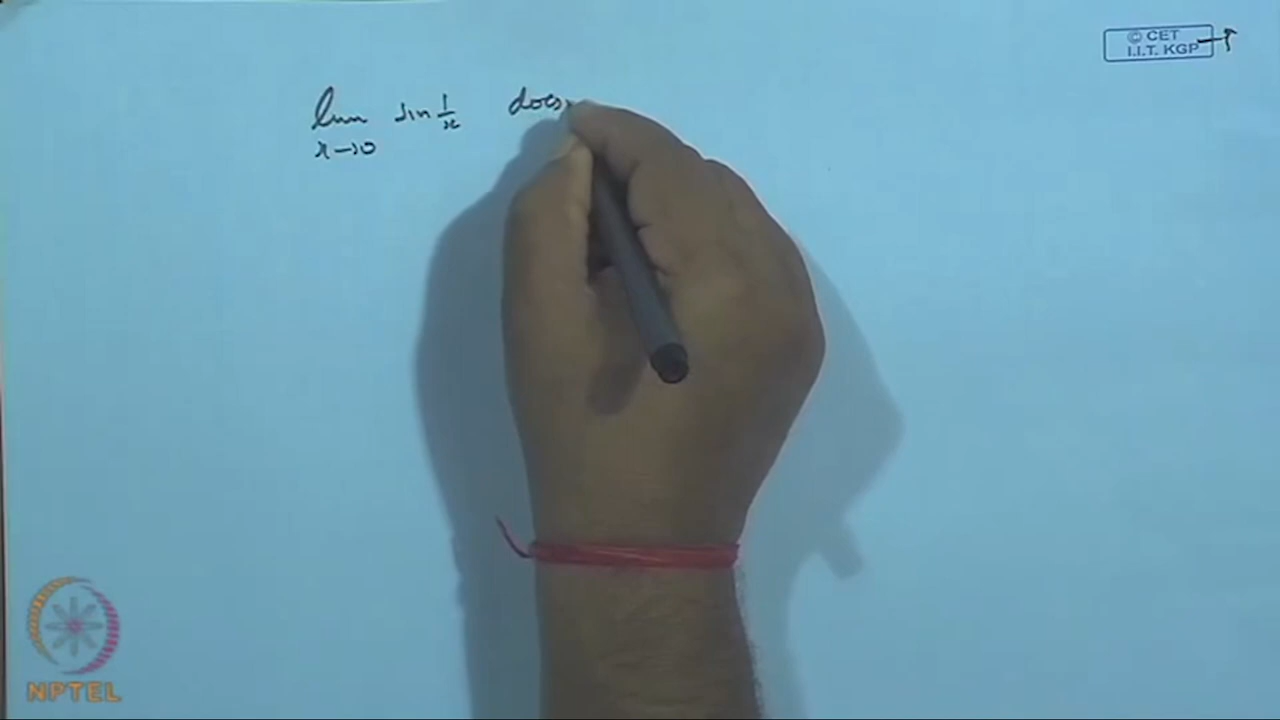 © CET
I.I.T. KGP
lim sin 1/x does
x→0
NPTEL